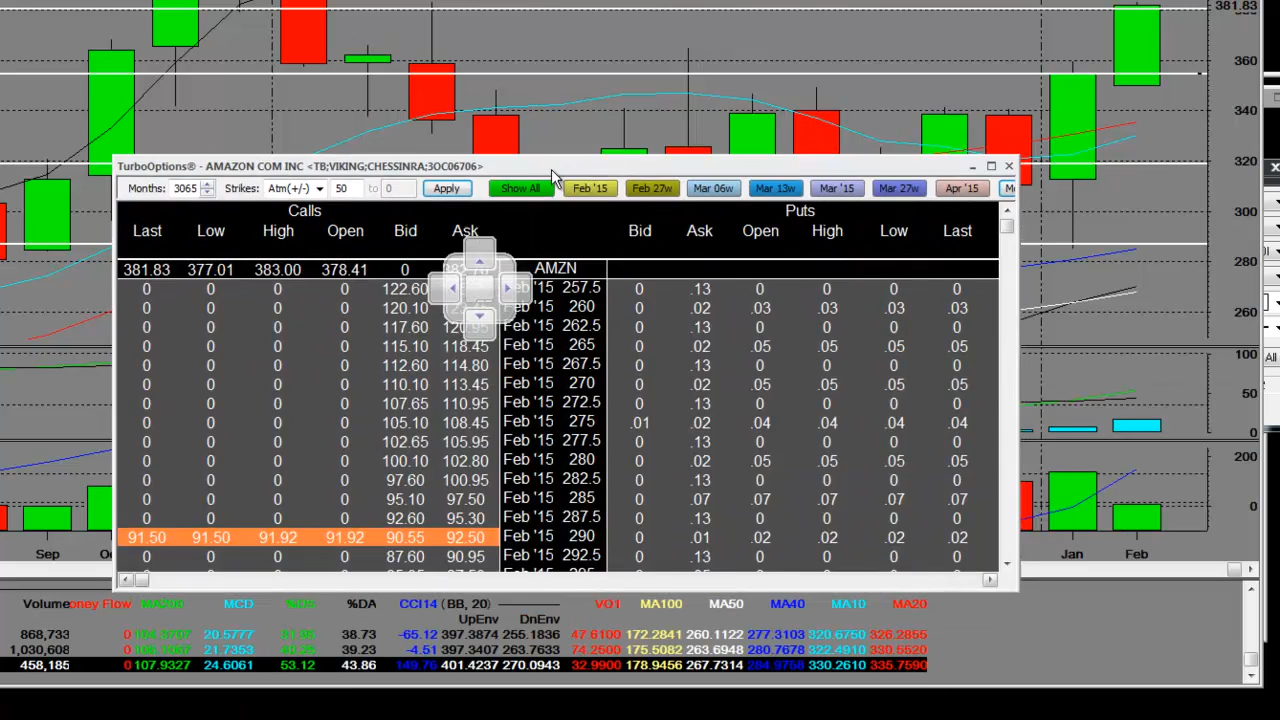 381.83
360
340
320
300
280
260
100
50
0
200
0
TurboOptions® - AMAZON COM INC <TB;VIKING;CHESSINRA;3OC06706>
Months: 3065 Strikes: Atm(+/-) 50 to 0 Apply Show All Feb '15 Feb 27w Mar 06w Mar 13w Mar '15 Mar 27w Apr '15
Calls Puts
Last Low High Open Bid Ask Bid Ask Open High Low Last
381.83 377.01 383.00 378.41 0 AMZN
0 0 0 0 122.60 Feb '15 257.5 0 .13 0 0 0 0
0 0 0 0 120.10 Feb '15 260 0 .02 .03 .03 .03 .03
0 0 0 0 117.60 120.95 Feb '15 262.5 0 .13 0 0 0 0
0 0 0 0 115.10 118.45 Feb '15 265 0 .02 .05 .05 .05 .05
0 0 0 0 112.60 114.80 Feb '15 267.5 0 .13 0 0 0 0
0 0 0 0 110.10 113.45 Feb '15 270 0 .02 .05 .05 .05 .05
0 0 0 0 107.65 110.95 Feb '15 272.5 0 .13 0 0 0 0
0 0 0 0 105.10 108.45 Feb '15 275 .01 .02 .04 .04 .04 .04
0 0 0 0 102.65 105.95 Feb '15 277.5 0 .13 0 0 0 0
0 0 0 0 100.10 102.80 Feb '15 280 0 .02 .05 .05 .05 .05
0 0 0 0 97.60 100.95 Feb '15 282.5 0 .13 0 0 0 0
0 0 0 0 95.10 97.50 Feb '15 285 0 .07 .07 .07 .07 .07
0 0 0 0 92.60 95.30 Feb '15 287.5 0 .13 0 0 0 0
91.50 91.50 91.92 91.92 90.55 92.50 Feb '15 290 0 .01 .02 .02 .02 .02
0 0 0 0 87.60 90.95 Feb '15 292.5 0 .13 0 0 0 0
Sep Jan Feb
All
Volume oney Flow MA200 MCD %DS %DA CCI14 (BB, 20) VO1 MA100 MA50 MA40 MA10 MA20
UpEnv DnEnv
868,733 0 20.5777 38.73 -65.12 397.3874 255.1836 47.6100 172.2841 260.1122 277.3103 320.6750 326.2855
1,030,608 0 21.7353 39.23 -4.51 397.3407 263.7633 74.2500 175.5082 263.6948 280.7678 322.4910 330.5520
458,185 0 107.9327 24.6061 53.12 43.86 149.76 401.4237 270.0943 32.9900 178.9456 267.7314 284.9758 330.2610 335.7590